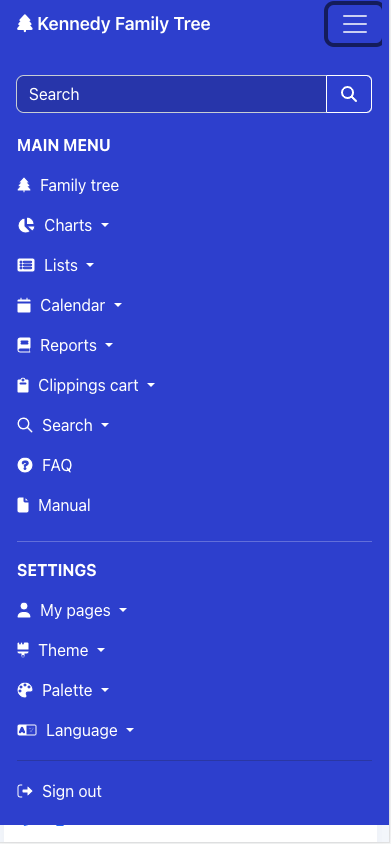 Kennedy Family Tree
Search
MAIN MENU
Family tree
Charts
Lists
Calendar
Reports
Clippings cart
Search
FAQ
Manual
SETTINGS
My pages
Theme
Palette
Language
Sign out